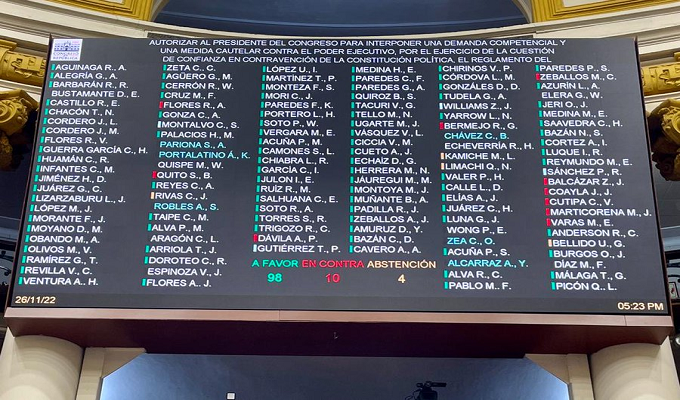 AUTORIZAR AL PRESIDENTE DEL CONGRESO PARA INTERPONER UNA DEMANDA COMPETENCIAL Y
UNA MEDIDA CAUTELAR CONTRA EL PODER EJECUTIVO, POR EL EJERCICIO DE LA CUESTIÓN
DE CONFIANZA EN CONTRAVENCIÓN DE LA CONSTITUCIÓN POLÍTICA, EL REGLAMENTO DEL
AGUINAGA R., A.
ALEGRÍA G., A.
BARBARÁN R., R.
BUSTAMANTE D., E.
CASTILLO R., E.
CHACÓN T., N.
CORDERO J., L.
CORDERO J., M.
FLORES R., V.
GUERRA GARCÍA C., H.
HUAMÁN C., R.
INFANTES C., M.
JIMÉNEZ H., D.
JUÁREZ G., C.
LIZARZABURU L., J.
LÓPEZ M., J.
MORANTE F., J.
MOYANO D., M.
OBANDO M., A.
OLIVOS M., V.
RAMÍREZ G., T.
REVILLA V., C.
VENTURA A., H.
ZETA C., C.
AGÜERO G., M.
CERRÓN R., W.
CRUZ M., F.
FLORES R., A.
GONZA C., A.
MONTALVO C., S.
PALACIOS H., M.
PARIONA S., A.
PORTALATINO Á., K.
QUISPE M., W.
QUITO S., B.
REYES C., A.
RIVAS C., J.
ROBLES A., S.
TAIPE C., M.
ALVA P., M.
ARAGÓN C., L.
ARRIOLA T., J.
DOROTEO C., R.
ESPINOZA V., J.
FLORES A., J.
LÓPEZ U., I.
MARTÍNEZ T., P.
MONTEZA F., S.
MORI C., J.
PAREDES F., K.
PORTERO L., H.
SOTO P., W.
VERGARA M., E.
ACUÑA P., M.
CAMONES S., L.
CHIABRA L., R.
GARCÍA C., I.
JULON I., E.
RUÍZ R., M.
SALHUANA C., E.
SOTO R., A.
TORRES S., R.
TRIGOZO R., C.
DÁVILA A., P.
GUTIÉRREZ T., P.
MEDINA H., E.
PAREDES C., F.
PAREDES G., A.
QUIROZ B., S.
TACURI V., G.
TELLO M., N.
UGARTE M., J.
VÁSQUEZ V., L.
CICCIA V., M.
CUETO A., J.
ECHAÍZ D., G.
HERRERA M., N.
JÁUREGUI M., M.
MONTOYA M., J.
MUÑANTE B., A.
PADILLA R., J.
ZEBALLOS A., J.
AMURUZ D., Y.
BAZÁN C., D.
CAVERO A., A.
CHIRINOS V., P.
CÓRDOVA L., M.
GONZÁLES D., D.
TUDELA G., A.
WILLIAMS Z., J.
YARROW L., N.
BERMEJO R., G.
CHÁVEZ C., B.
ECHEVERRÍA R., H.
KAMICHE M., L.
LIMACHI Q., N.
VALER P., H.
CALLE L., D.
ELÍAS A., J.
JUÁREZ C., H.
LUNA G., J.
WONG P., E.
ZEA C., O.
ACUÑA P., S.
ALCARRAZ A., Y.
ALVA R., C.
PABLO M., F.
PAREDES P., S.
ZEBALLOS M., C.
AZURÍN L., A.
ELERA G., W.
JERI O., J.
MEDINA M., E.
SAAVEDRA C., H.
BAZÁN N., S.
CORTEZ A., I.
LUQUE I., R.
REYMUNDO M., E.
SÁNCHEZ P., R.
BALCÁZAR Z., J.
COAYLA J., J.
CUTIPA C., V.
MARTICORENA M., J.
VARAS M., E.
ANDERSON R., C.
BELLIDO U., G.
BURGOS O., J.
DÍAZ M., F.
MÁLAGA T., G.
PICÓN Q., L.
A FAVOR EN CONTRA ABSTENCIÓN
98 10 4
26/11/22
05:23 PM